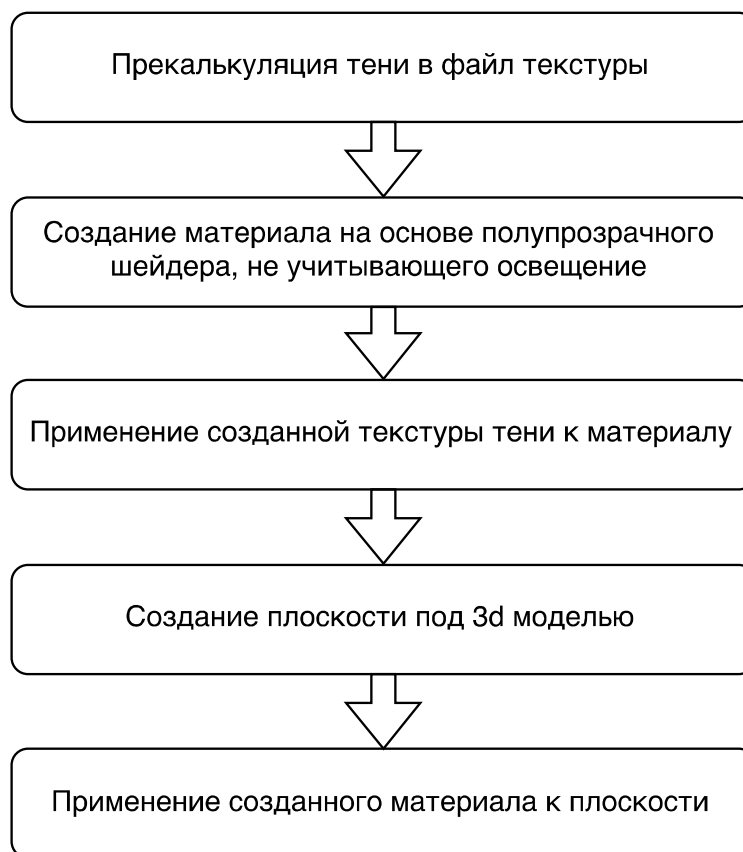 Прекалькуляция тени в файл текстуры
Создание материала на основе полупрозрачного
шейдера, не учитывающего освещение
Применение созданной текстуры тени к материалу
Создание плоскости под 3d моделью
Применение созданного материала к плоскости